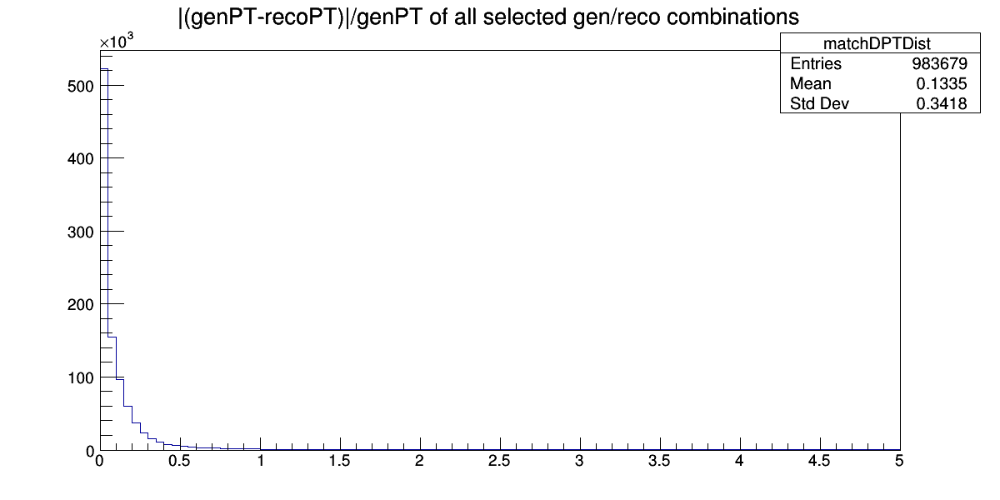 |(genPT-recoPT)|/genPT of all selected gen/reco combinations
×10³
matchDPTDist
Entries 983679
Mean 0.1335
Std Dev 0.3418
500
400
300
200
100
0
0 0.5 1 1.5 2 2.5 3 3.5 4 4.5 5